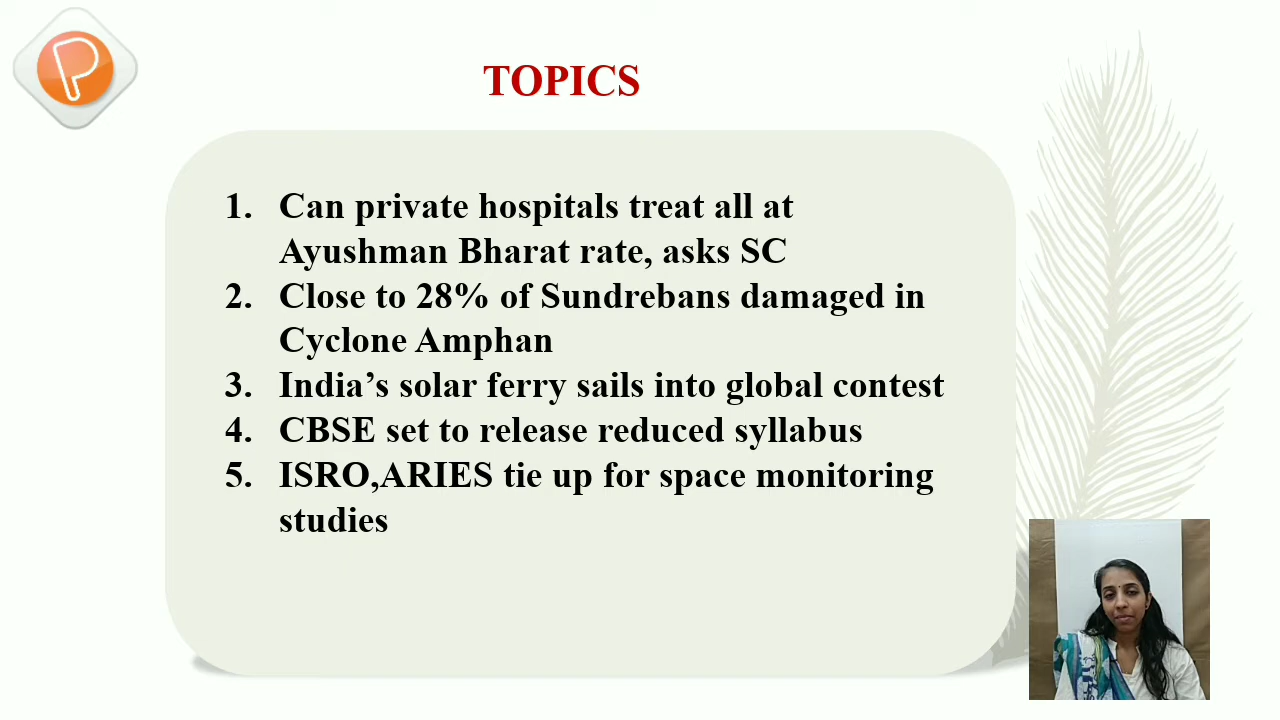 TOPICS
1. Can private hospitals treat all at
Ayushman Bharat rate, asks SC
2. Close to 28% of Sundrebans damaged in
Cyclone Amphan
3. India’s solar ferry sails into global contest
4. CBSE set to release reduced syllabus
5. ISRO,ARIES tie up for space monitoring
studies